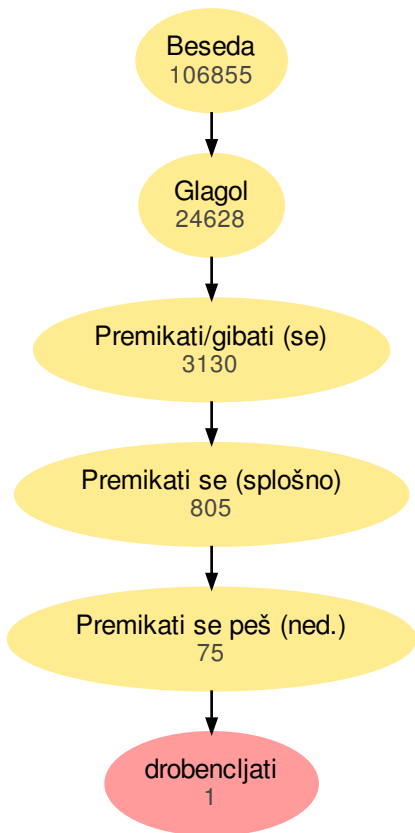 Beseda
106855
Glagol
24628
Premikati/gibati (se)
3130
Premikati se (splošno)
805
Premikati se peš (ned.)
75
drobencljati
1